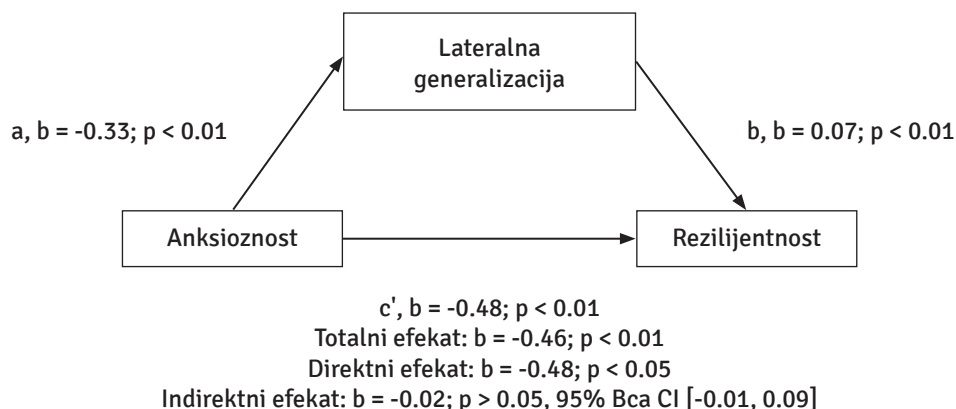 Lateralna
generalizacija
a, b = -0.33; p < 0.01
b, b = 0.07; p < 0.01
Anksioznost
Rezilijentnost
c', b = -0.48; p < 0.01
Totalni efekat: b = -0.46; p < 0.01
Direktni efekat: b = -0.48; p < 0.05
Indirektni efekat: b = -0.02; p > 0.05, 95% Bca CI [-0.01, 0.09]